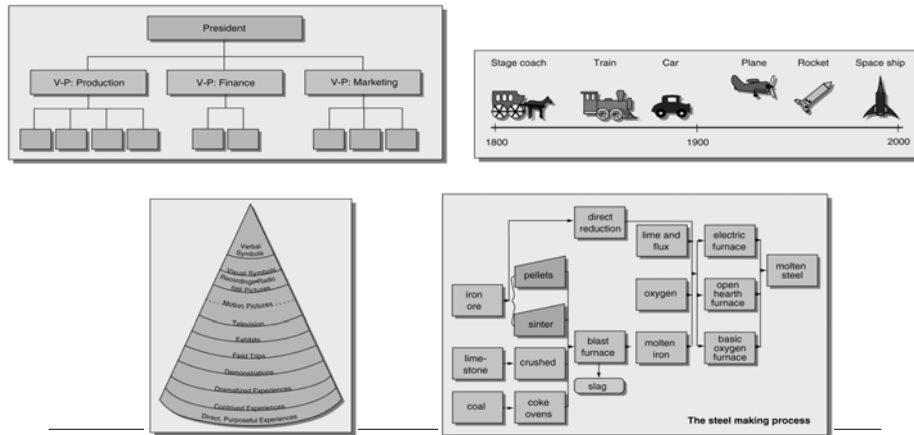 President
V-P: Production
V-P: Finance
V-P: Marketing
Stage coach
Train
Car
Plane
Rocket
Space ship
1800
1900
2000
Verbal
Symbols
Visual Symbols
Recordings•Radio
Still Pictures
Motion Pictures
Television
Exhibits
Field Trips
Demonstrations
Dramatized Experiences
Contrived Experiences
Direct, Purposeful Experiences
direct
reduction
lime and
flux
electric
furnace
molten
steel
pellets
iron
ore
oxygen
open
hearth
furnace
sinter
blast
furnace
molten
iron
basic
oxygen
furnace
lime-
stone
crushed
slag
coal
coke
ovens
The steel making process